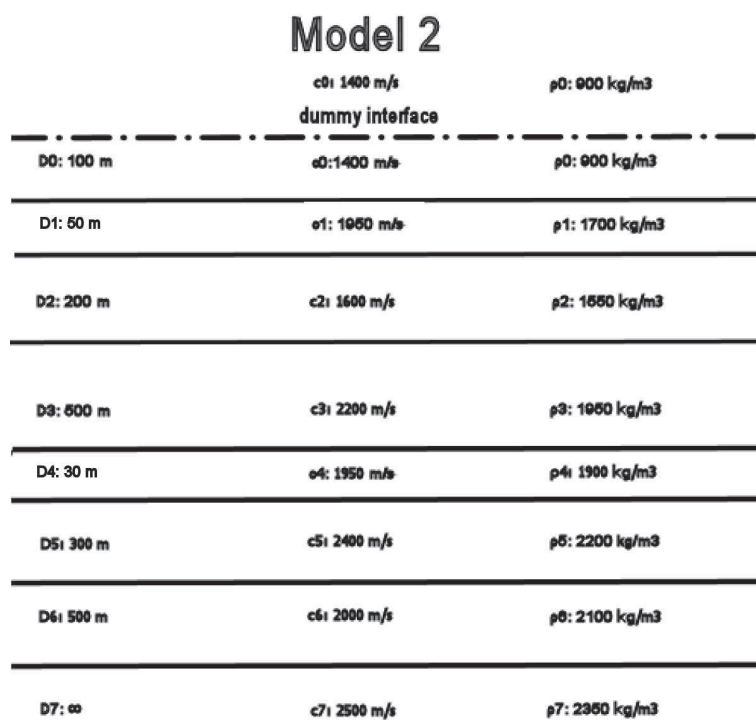 Model 2
c0: 1400 m/s ρ0: 900 kg/m3
dummy interface
D0: 100 m c0:1400 m/s ρ0: 900 kg/m3
D1: 50 m c1: 1950 m/s ρ1: 1700 kg/m3
D2: 200 m c2: 1600 m/s ρ2: 1550 kg/m3
D3: 500 m c3: 2200 m/s ρ3: 1950 kg/m3
D4: 30 m c4: 1950 m/s ρ4: 1900 kg/m3
D5: 300 m c5: 2400 m/s ρ5: 2200 kg/m3
D6: 500 m c6: 2000 m/s ρ6: 2100 kg/m3
D7: ∞ c7: 2500 m/s ρ7: 2350 kg/m3